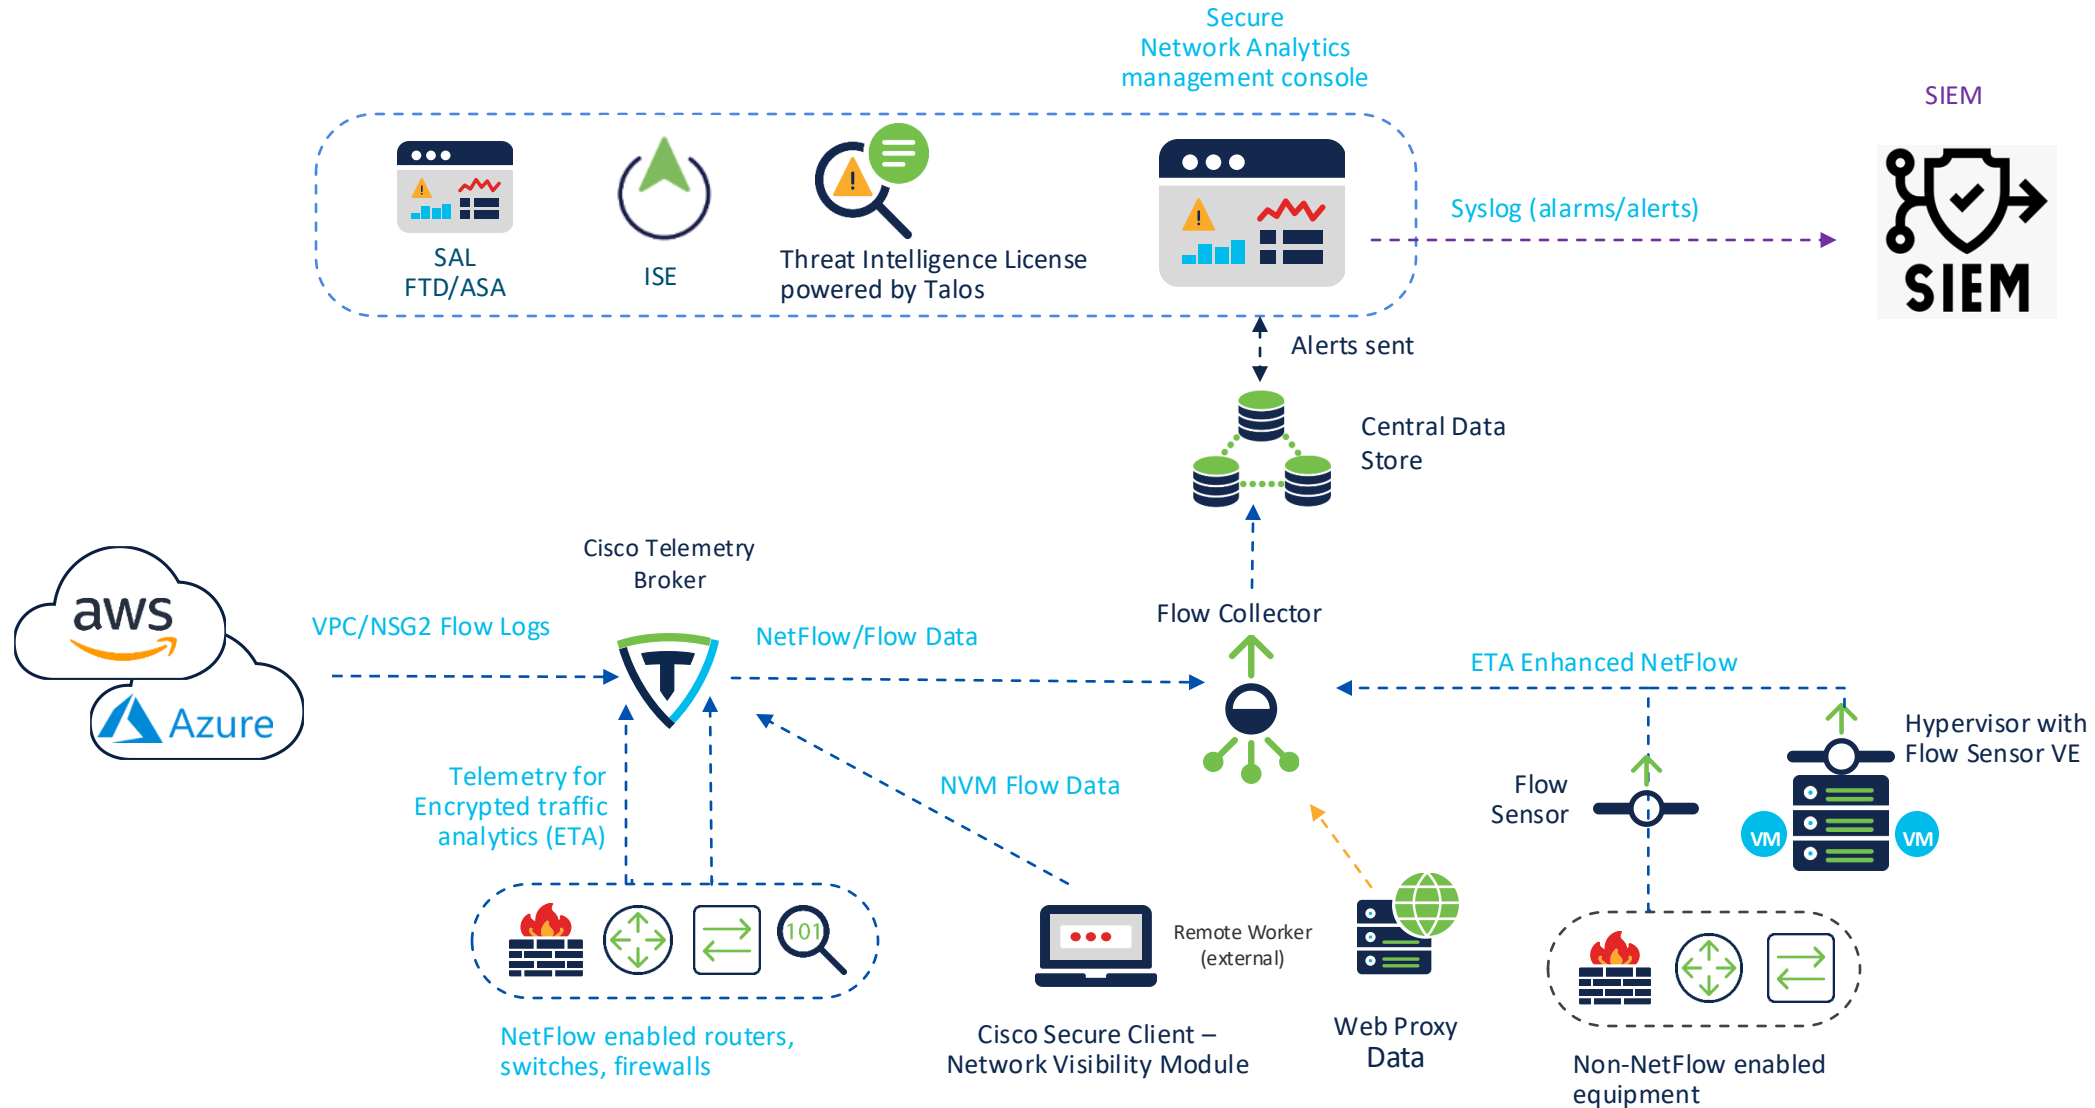 Secure
Network Analytics
management console
SIEM
SAL
FTD/ASA
ISE
Threat Intelligence License
powered by Talos
Syslog (alarms/alerts)
SIEM
Alerts sent
Central Data
Store
Cisco Telemetry
Broker
aws
Azure
VPC/NSG2 Flow Logs
T
NetFlow/Flow Data
Flow Collector
ETA Enhanced NetFlow
Hypervisor with
Flow Sensor VE
Telemetry for
Encrypted traffic
analytics (ETA)
NVM Flow Data
Flow
Sensor
VM
VM
101
Remote Worker
(external)
NetFlow enabled routers,
switches, firewalls
Cisco Secure Client –
Network Visibility Module
Web Proxy
Data
Non-NetFlow enabled
equipment